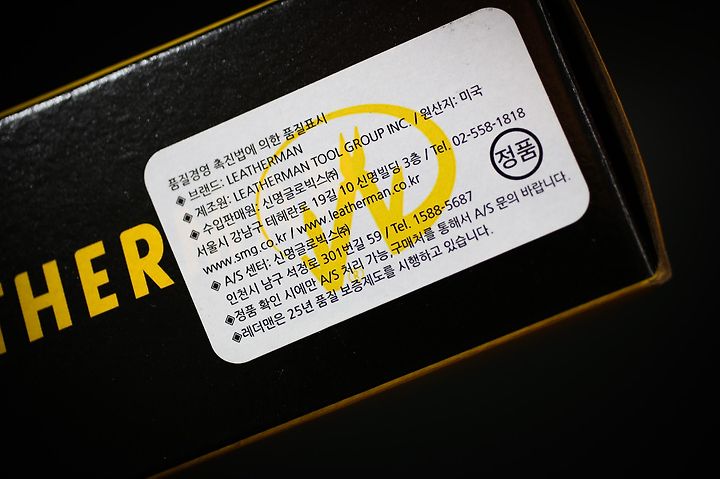 품질경영 촉진법에 의한 품질표시
◈ 브랜드: LEATHERMAN
◈ 제조원: LEATHERMAN TOOL GROUP INC. / 원산지: 미국
◈ 수입판매원: 신명글로빅스㈜
서울시 강남구 테헤란로 19길 10 신명빌딩 3층 / Tel. 02-558-1818
www.smg.co.kr / www.leatherman.co.kr
◈ A/S 센터: 신명글로빅스㈜
인천시 남구 석정로 301번길 59 / Tel. 1588-5687
◈정품 확인 시에만 A/S 처리 가능, 구매처를 통해서 A/S 문의 바랍니다.
◈레더맨은 25년 품질 보증제도를 시행하고 있습니다.
정품
THER